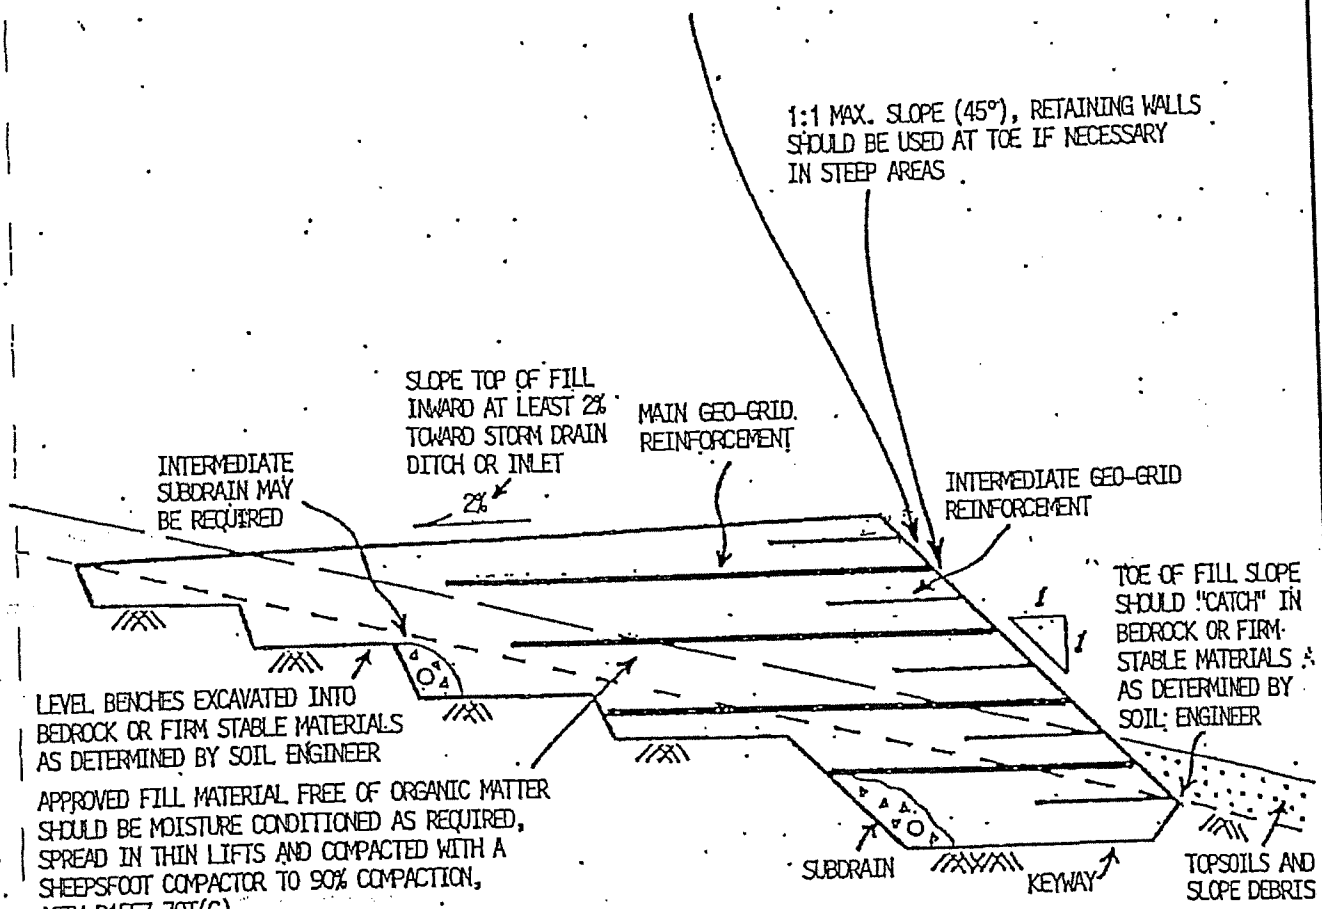 1:1 MAX. SLOPE (45°), RETAINING WALLS
SHOULD BE USED AT TOE IF NECESSARY
IN STEEP AREAS
SLOPE TOP OF FILL
INWARD AT LEAST 2%
TOWARD STORM DRAIN
DITCH OR INLET
2%
MAIN GEO-GRID
REINFORCEMENT
INTERMEDIATE
SUBDRAIN MAY
BE REQUIRED
INTERMEDIATE GEO-GRID
REINFORCEMENT
1
1
TOE OF FILL SLOPE
SHOULD "CATCH" IN
BEDROCK OR FIRM
STABLE MATERIALS
AS DETERMINED BY
SOIL ENGINEER
LEVEL BENCHES EXCAVATED INTO
BEDROCK OR FIRM STABLE MATERIALS
AS DETERMINED BY SOIL ENGINEER
APPROVED FILL MATERIAL FREE OF ORGANIC MATTER
SHOULD BE MOISTURE CONDITIONED AS REQUIRED,
SPREAD IN THIN LIFTS AND COMPACTED WITH A
SHEEPSFOOT COMPACTOR TO 90% COMPACTION,
SUBDRAIN
KEYWAY
TOPSOILS AND
SLOPE DEBRIS